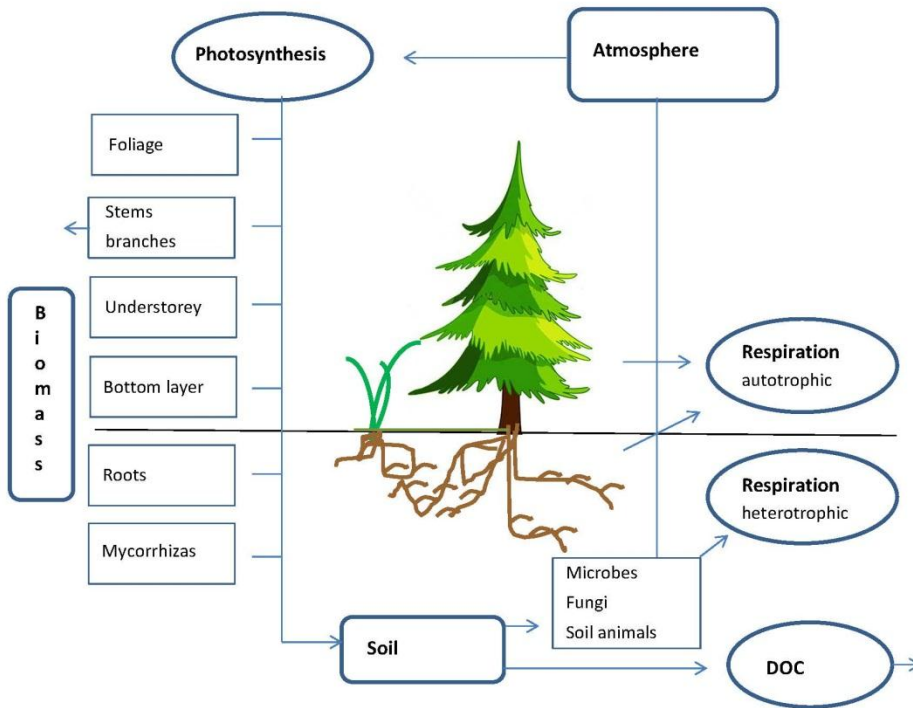 Photosynthesis
Atmosphere
Foliage
Stems
branches
Understorey
Bottom layer
Roots
Mycorrhizas
Biomass
Respiration
autotrophic
Respiration
heterotrophic
Microbes
Fungi
Soil animals
Soil
DOC